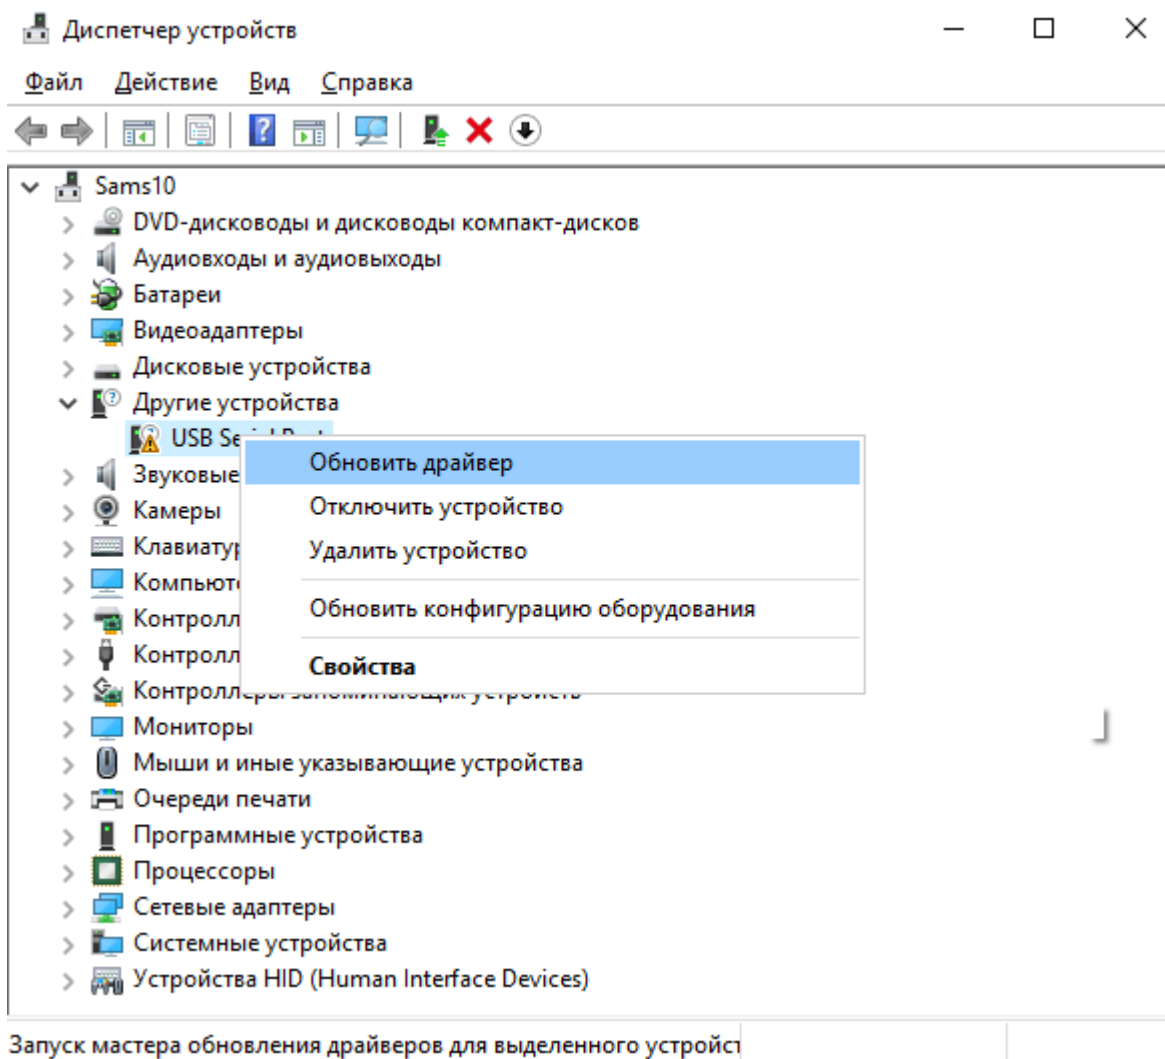 Диспетчер устройств
Файл Действие Вид Справка
Sams10
DVD-дисководы и дисководы компакт-дисков
Аудиовходы и аудиовыходы
Батареи
Видеоадаптеры
Дисковые устройства
Другие устройства
USB
Звуковые
Камеры
Обновить драйвер
Отключить устройство
Удалить устройство
Обновить конфигурацию оборудования
Свойства
Мониторы
Мыши и иные указывающие устройства
Очереди печати
Программные устройства
Процессоры
Сетевые адаптеры
Системные устройства
Устройства HID (Human Interface Devices)
Запуск мастера обновления драйверов для выделенного